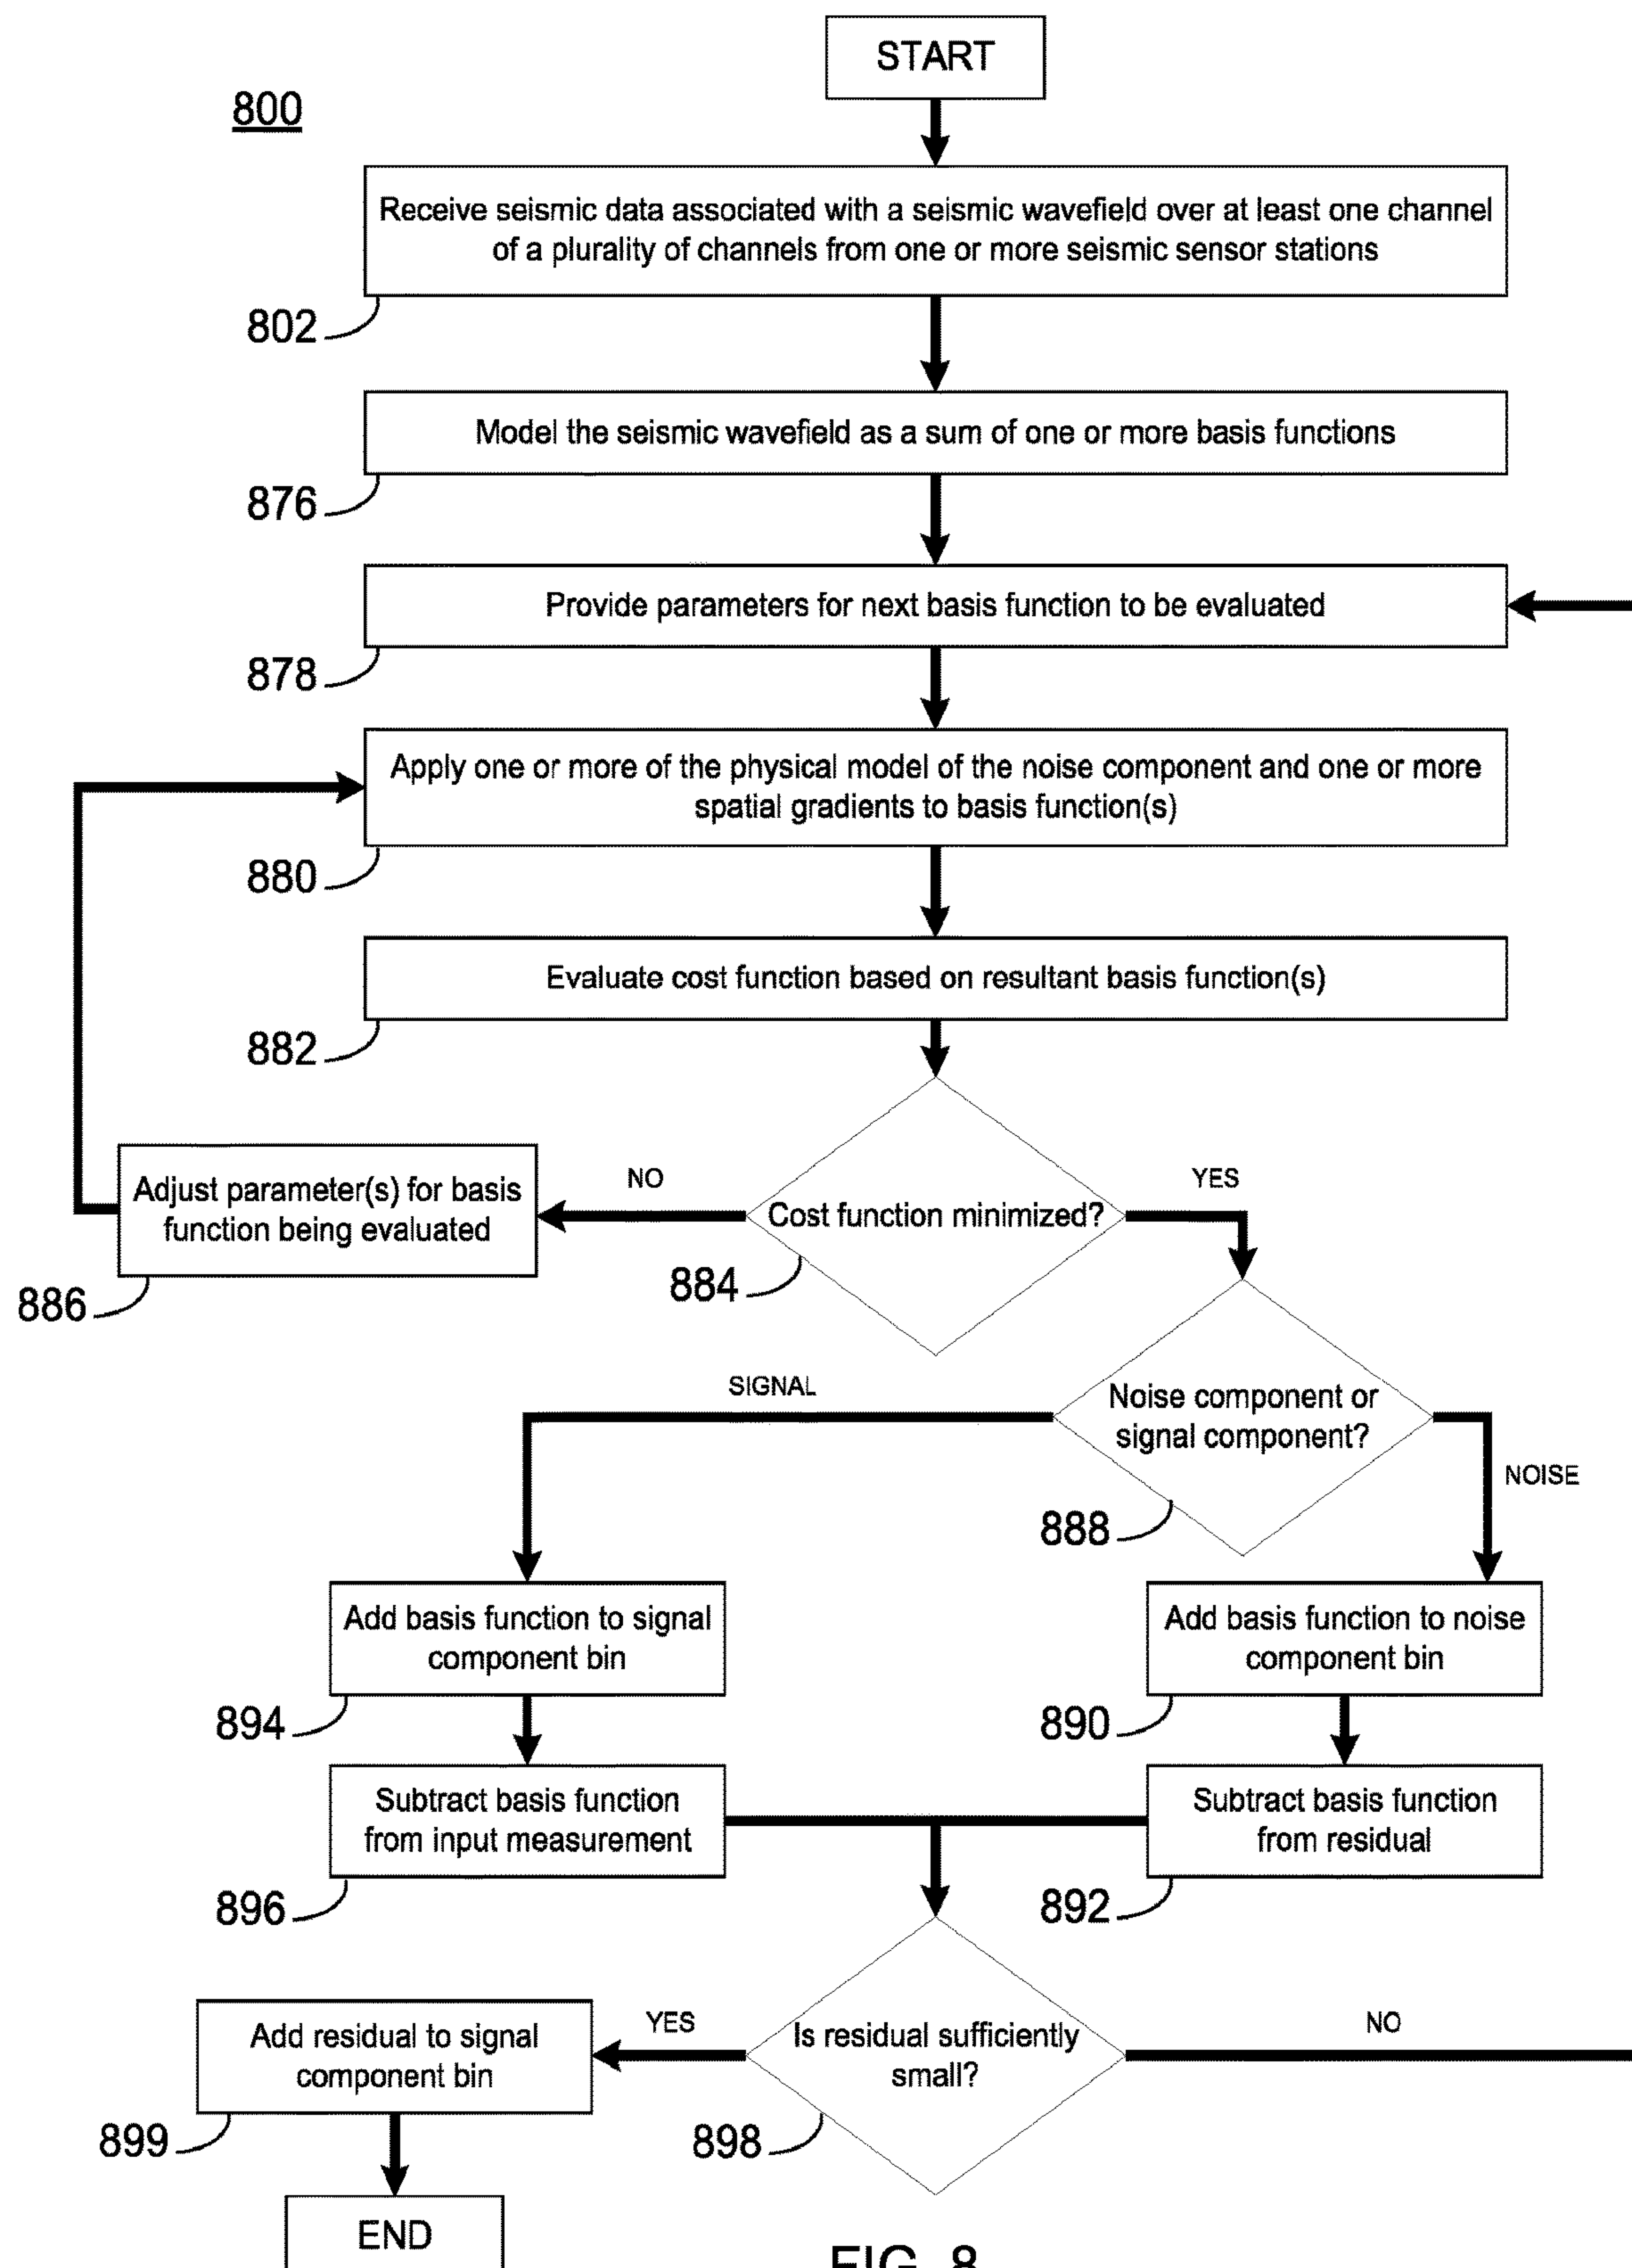 START
800
Receive seismic data associated with a seismic wavefield over at least one channel
of a plurality of channels from one or more seismic sensor stations
802
Model the seismic wavefield as a sum of one or more basis functions
876
Provide parameters for next basis function to be evaluated
878
Apply one or more of the physical model of the noise component and one or more
spatial gradients to basis function(s)
880
Evaluate cost function based on resultant basis function(s)
882
Cost function minimized?
884
NO
YES
Adjust parameter(s) for basis
function being evaluated
886
Noise component or
signal component?
888
SIGNAL
NOISE
Add basis function to signal
component bin
894
Add basis function to noise
component bin
890
Subtract basis function
from input measurement
896
Subtract basis function
from residual
892
Is residual sufficiently
small?
898
YES
NO
Add residual to signal
component bin
899
END
FIG. 8